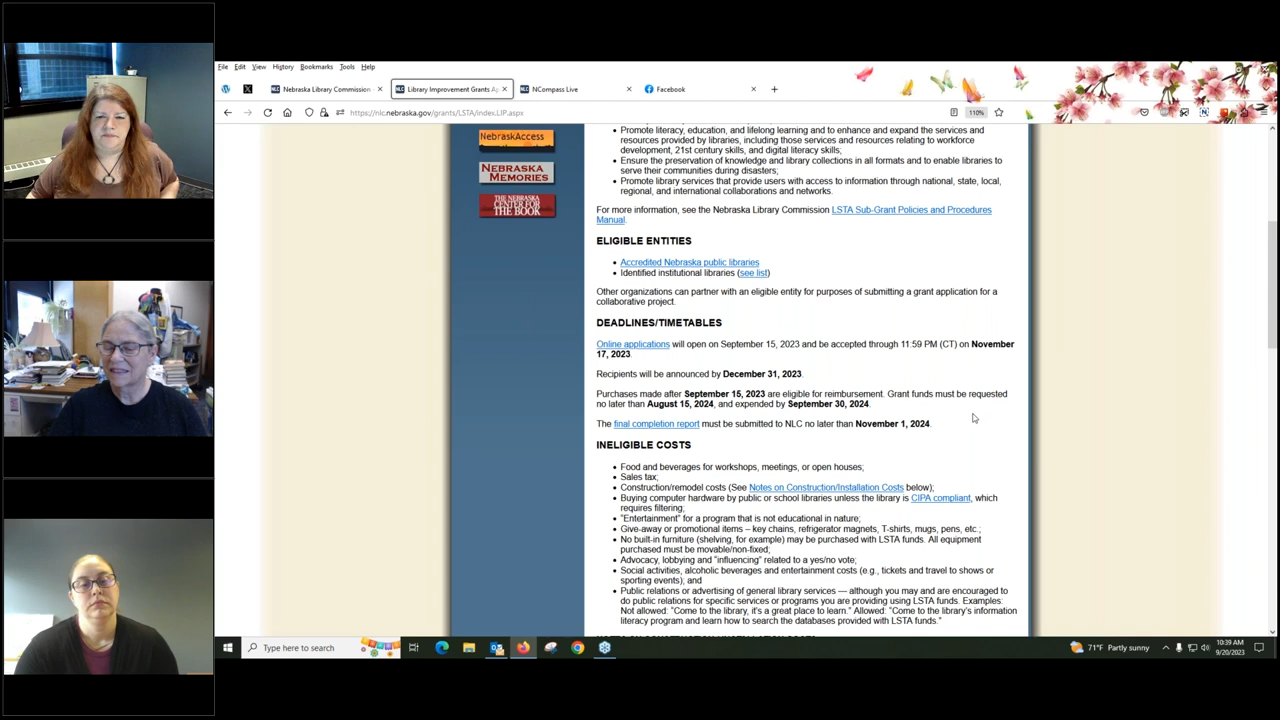 File Edit View History Bookmarks Tools Help
Nebraska Library Commission -
Library Improvement Grants Ap
NCompass Live
Facebook
https://nlc.nebraska.gov/grants/LSTA/index.LIP.aspx
110%
NebraskAccess
NEBRASKA
MEMORIES
THE NEBRASKA
CENTER FOR
THE BOOK
• Promote literacy, education, and lifelong learning and to enhance and expand the services and
resources provided by libraries, including those services and resources relating to workforce
development, 21st century skills, and digital literacy skills;
• Ensure the preservation of knowledge and library collections in all formats and to enable libraries to
serve their communities during disasters;
• Promote library services that provide users with access to information through national, state, local,
regional, and international collaborations and networks.
For more information, see the Nebraska Library Commission LSTA Sub-Grant Policies and Procedures
Manual.
ELIGIBLE ENTITIES
• Accredited Nebraska public libraries
• Identified institutional libraries (see list)
Other organizations can partner with an eligible entity for purposes of submitting a grant application for a
collaborative project.
DEADLINES/TIMETABLES
Online applications will open on September 15, 2023 and be accepted through 11:59 PM (CT) on November
17, 2023.
Recipients will be announced by December 31, 2023.
Purchases made after September 15, 2023 are eligible for reimbursement. Grant funds must be requested
no later than August 15, 2024, and expended by September 30, 2024.
The final completion report must be submitted to NLC no later than November 1, 2024.
INELIGIBLE COSTS
• Food and beverages for workshops, meetings, or open houses;
• Sales tax;
• Construction/remodel costs (See Notes on Construction/Installation Costs below);
• Buying computer hardware by public or school libraries unless the library is CIPA compliant, which
requires filtering;
• "Entertainment" for a program that is not educational in nature;
• Give-away or promotional items – key chains, refrigerator magnets, T-shirts, mugs, pens, etc.;
• No built-in furniture (shelving, for example) may be purchased with LSTA funds. All equipment
purchased must be movable/non-fixed;
• Advocacy, lobbying and "influencing" related to a yes/no vote;
• Social activities, alcoholic beverages and entertainment costs (e.g., tickets and travel to shows or
sporting events); and
• Public relations or advertising of general library services — although you may and are encouraged to
do public relations for specific services or programs you are providing using LSTA funds. Examples:
Not allowed: "Come to the library, it's a great place to learn." Allowed: "Come to the library's information
literacy program and learn how to search the databases provided with LSTA funds."
Type here to search
71°F Partly sunny
10:39 AM
9/20/2023